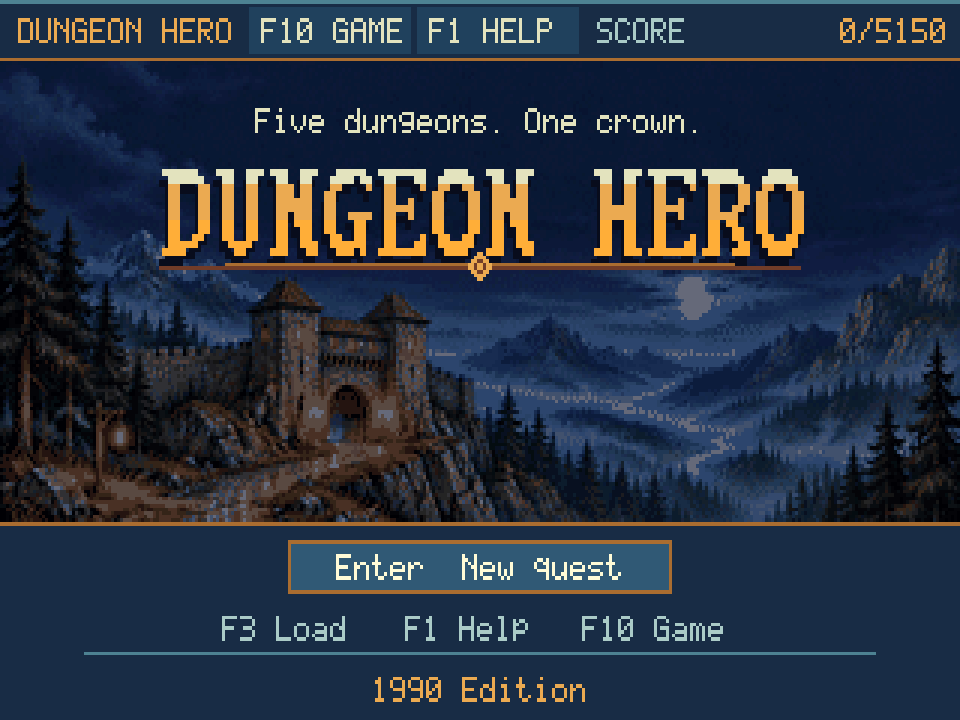 DUNGEON HERO F10 GAME F1 HELP SCORE 0/5150
Five dungeons. One crown.
DUNGEON HERO
Enter New quest
F3 Load F1 Help F10 Game
1990 Edition